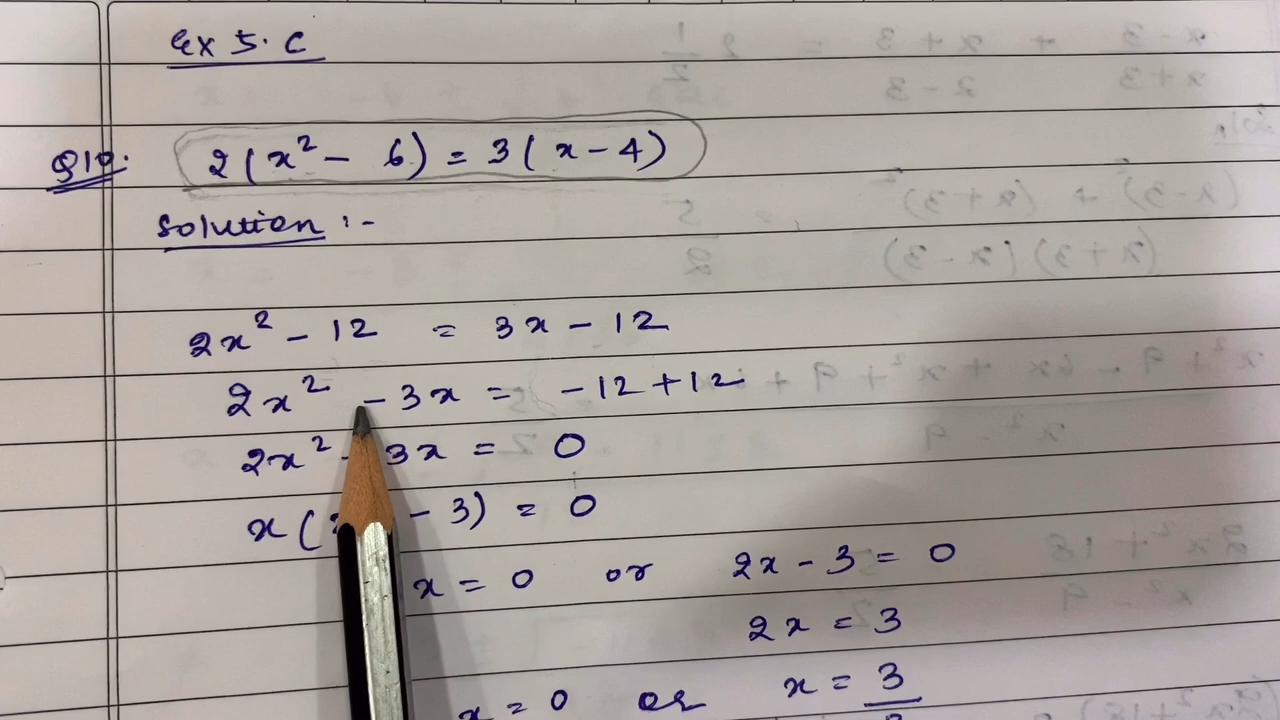 Ex 5.C
Q10. 2(x² - 6) = 3(x - 4)
Solution :-
2x² - 12 = 3x - 12
2x² - 3x = -12 + 12
2x² - 3x = 0
x( - 3) = 0
x = 0 or 2x - 3 = 0
2x = 3
x = 0 or x = 3